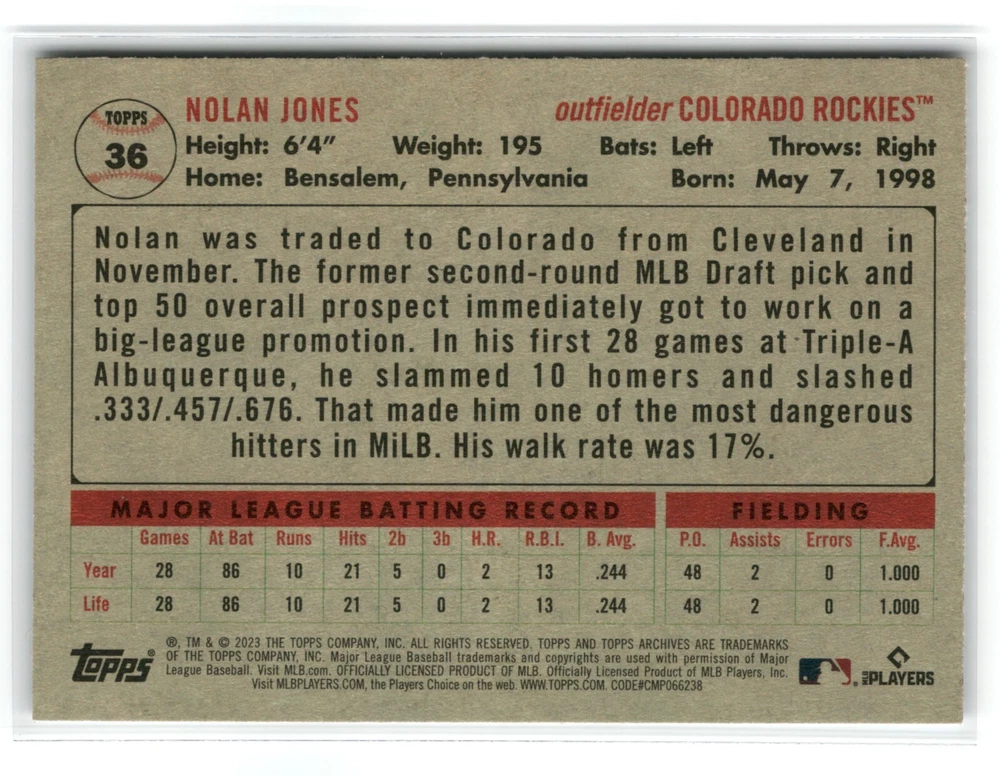 TOPPS
36
NOLAN JONES outfielder COLORADO ROCKIES™
Height: 6'4" Weight: 195 Bats: Left Throws: Right
Home: Bensalem, Pennsylvania Born: May 7, 1998
Nolan was traded to Colorado from Cleveland in
November. The former second-round MLB Draft pick and
top 50 overall prospect immediately got to work on a
big-league promotion. In his first 28 games at Triple-A
Albuquerque, he slammed 10 homers and slashed
.333/.457/.676. That made him one of the most dangerous
hitters in MiLB. His walk rate was 17%.
MAJOR LEAGUE BATTING RECORD FIELDING
Games At Bat Runs Hits 2b 3b H.R. R.B.I. B. Avg. P.O. Assists Errors F.Avg.
Year 28 86 10 21 5 0 2 13 .244 48 2 0 1.000
Life 28 86 10 21 5 0 2 13 .244 48 2 0 1.000
TOPPS®
®, TM & © 2023 THE TOPPS COMPANY, INC. ALL RIGHTS RESERVED. TOPPS AND TOPPS ARCHIVES ARE TRADEMARKS
OF THE TOPPS COMPANY, INC. Major League Baseball trademarks and copyrights are used with permission of Major
League Baseball. Visit MLB.com. OFFICIALLY LICENSED PRODUCT OF MLB. Officially Licensed Product of MLB Players, Inc.
Visit MLBPLAYERS.COM, the Players Choice on the web. WWW.TOPPS.COM. CODE#CMP066238
MLB PLAYERS